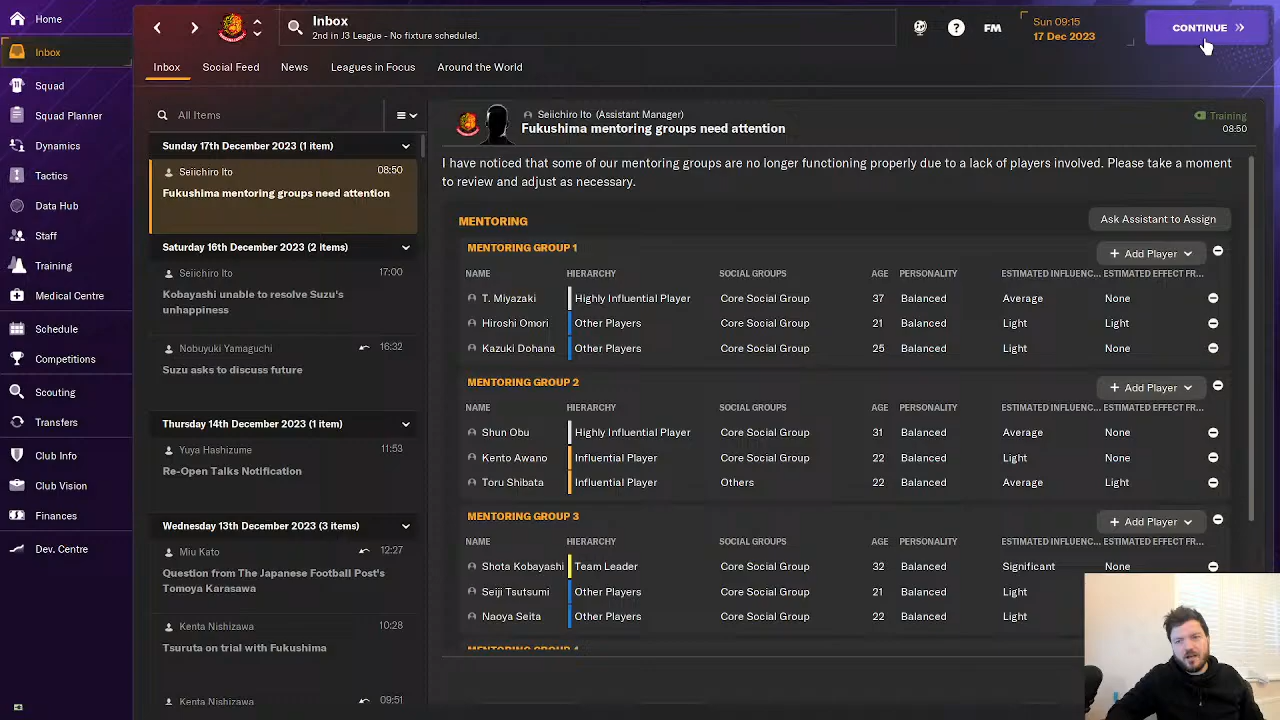 Home
Inbox
Squad
Squad Planner
Dynamics
Tactics
Data Hub
Staff
Training
Medical Centre
Schedule
Competitions
Scouting
Transfers
Club Info
Club Vision
Finances
Dev. Centre
Inbox
2nd in J3 League - No fixture scheduled.
FM
Sun 09:15
17 Dec 2023
CONTINUE
Inbox Social Feed News Leagues in Focus Around the World
All Items
Sunday 17th December 2023 (1 item)
Seiichiro Ito 08:50
Fukushima mentoring groups need attention
Saturday 16th December 2023 (2 items)
Seiichiro Ito 17:00
Kobayashi unable to resolve Suzu's
unhappiness
Nobuyuki Yamaguchi 16:32
Suzu asks to discuss future
Thursday 14th December 2023 (1 item)
Yuya Hashizume 11:53
Re-Open Talks Notification
Wednesday 13th December 2023 (3 items)
Miu Kato 12:27
Question from The Japanese Football Post's
Tomoya Karasawa
Kenta Nishizawa 10:28
Tsuruta on trial with Fukushima
Kenta Nishizawa 09:51
Seiichiro Ito (Assistant Manager)
Fukushima mentoring groups need attention
Training
08:50
I have noticed that some of our mentoring groups are no longer functioning properly due to a lack of players involved. Please take a moment
to review and adjust as necessary.
MENTORING
Ask Assistant to Assign
MENTORING GROUP 1
+ Add Player
NAME HIERARCHY SOCIAL GROUPS AGE PERSONALITY ESTIMATED INFLUENC... ESTIMATED EFFECT FR...
T. Miyazaki Highly Influential Player Core Social Group 37 Balanced Average None
Hiroshi Omori Other Players Core Social Group 21 Balanced Light Light
Kazuki Dohana Other Players Core Social Group 25 Balanced Light None
MENTORING GROUP 2
+ Add Player
NAME HIERARCHY SOCIAL GROUPS AGE PERSONALITY ESTIMATED INFLUENC... ESTIMATED EFFECT FR...
Shun Obu Highly Influential Player Core Social Group 31 Balanced Average None
Kento Awano Influential Player Core Social Group 22 Balanced Light None
Toru Shibata Influential Player Others 22 Balanced Average Light
MENTORING GROUP 3
+ Add Player
NAME HIERARCHY SOCIAL GROUPS AGE PERSONALITY ESTIMATED INFLUENC... ESTIMATED EFFECT FR...
Shota Kobayashi Team Leader Core Social Group 32 Balanced Significant None
Seiji Tsutsumi Other Players Core Social Group 21 Balanced Light
Naoya Seita Other Players Core Social Group 22 Balanced Light